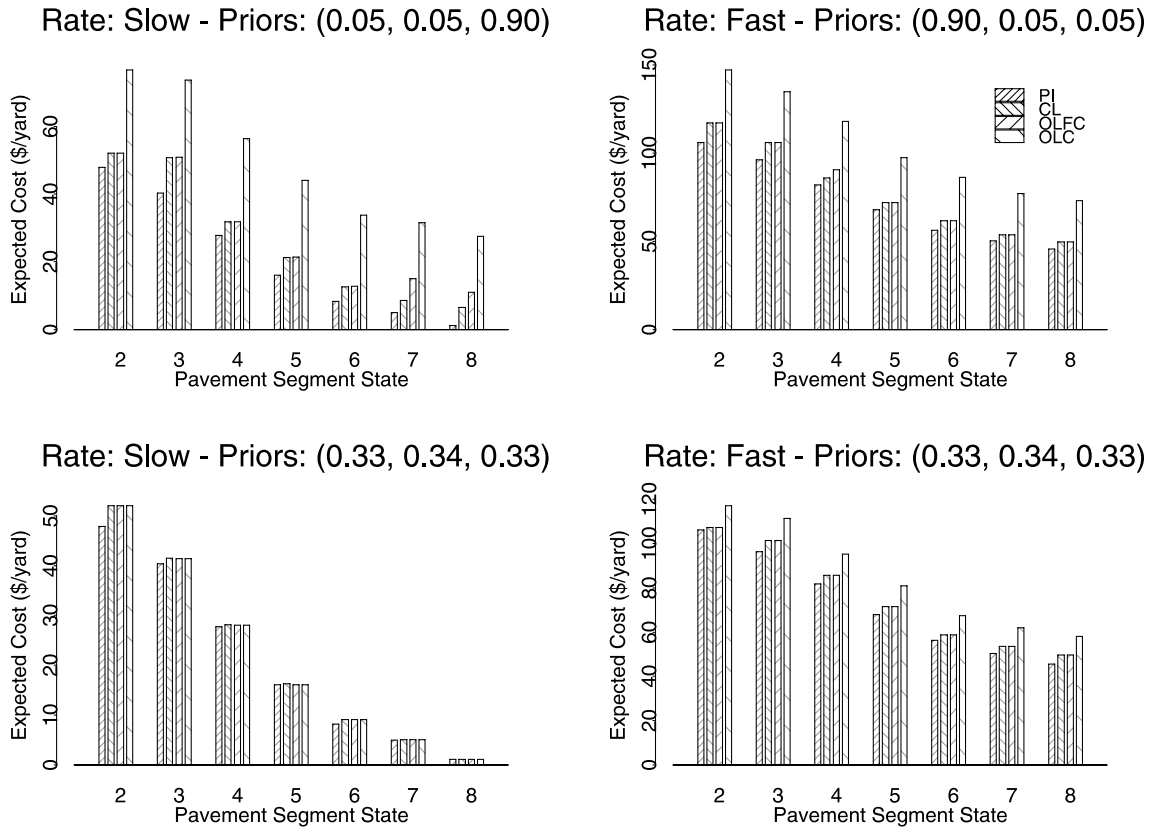 Rate: Slow - Priors: (0.05, 0.05, 0.90)
Expected Cost ($/yard)
0 20 40 60
2 3 4 5 6 7 8
Pavement Segment State
Rate: Fast - Priors: (0.90, 0.05, 0.05)
Expected Cost ($/yard)
0 50 100 150
PI
CL
OLFC
OLC
2 3 4 5 6 7 8
Pavement Segment State
Rate: Slow - Priors: (0.33, 0.34, 0.33)
Expected Cost ($/yard)
0 10 20 30 40 50
2 3 4 5 6 7 8
Pavement Segment State
Rate: Fast - Priors: (0.33, 0.34, 0.33)
Expected Cost ($/yard)
0 20 40 60 80 100 120
2 3 4 5 6 7 8
Pavement Segment State